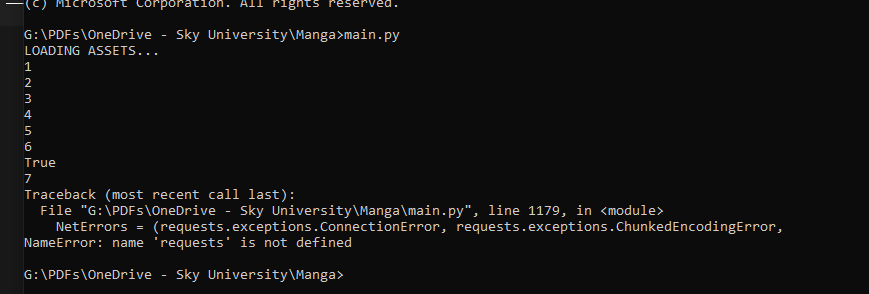 (c) Microsoft Corporation. All rights reserved.
G:\PDFs\OneDrive - Sky University\Manga>main.py
LOADING ASSETS...
1
2
3
4
5
6
True
7
Traceback (most recent call last):
  File "G:\PDFs\OneDrive - Sky University\Manga\main.py", line 1179, in <module>
    NetErrors = (requests.exceptions.ConnectionError, requests.exceptions.ChunkedEncodingError,
NameError: name 'requests' is not defined
G:\PDFs\OneDrive - Sky University\Manga>